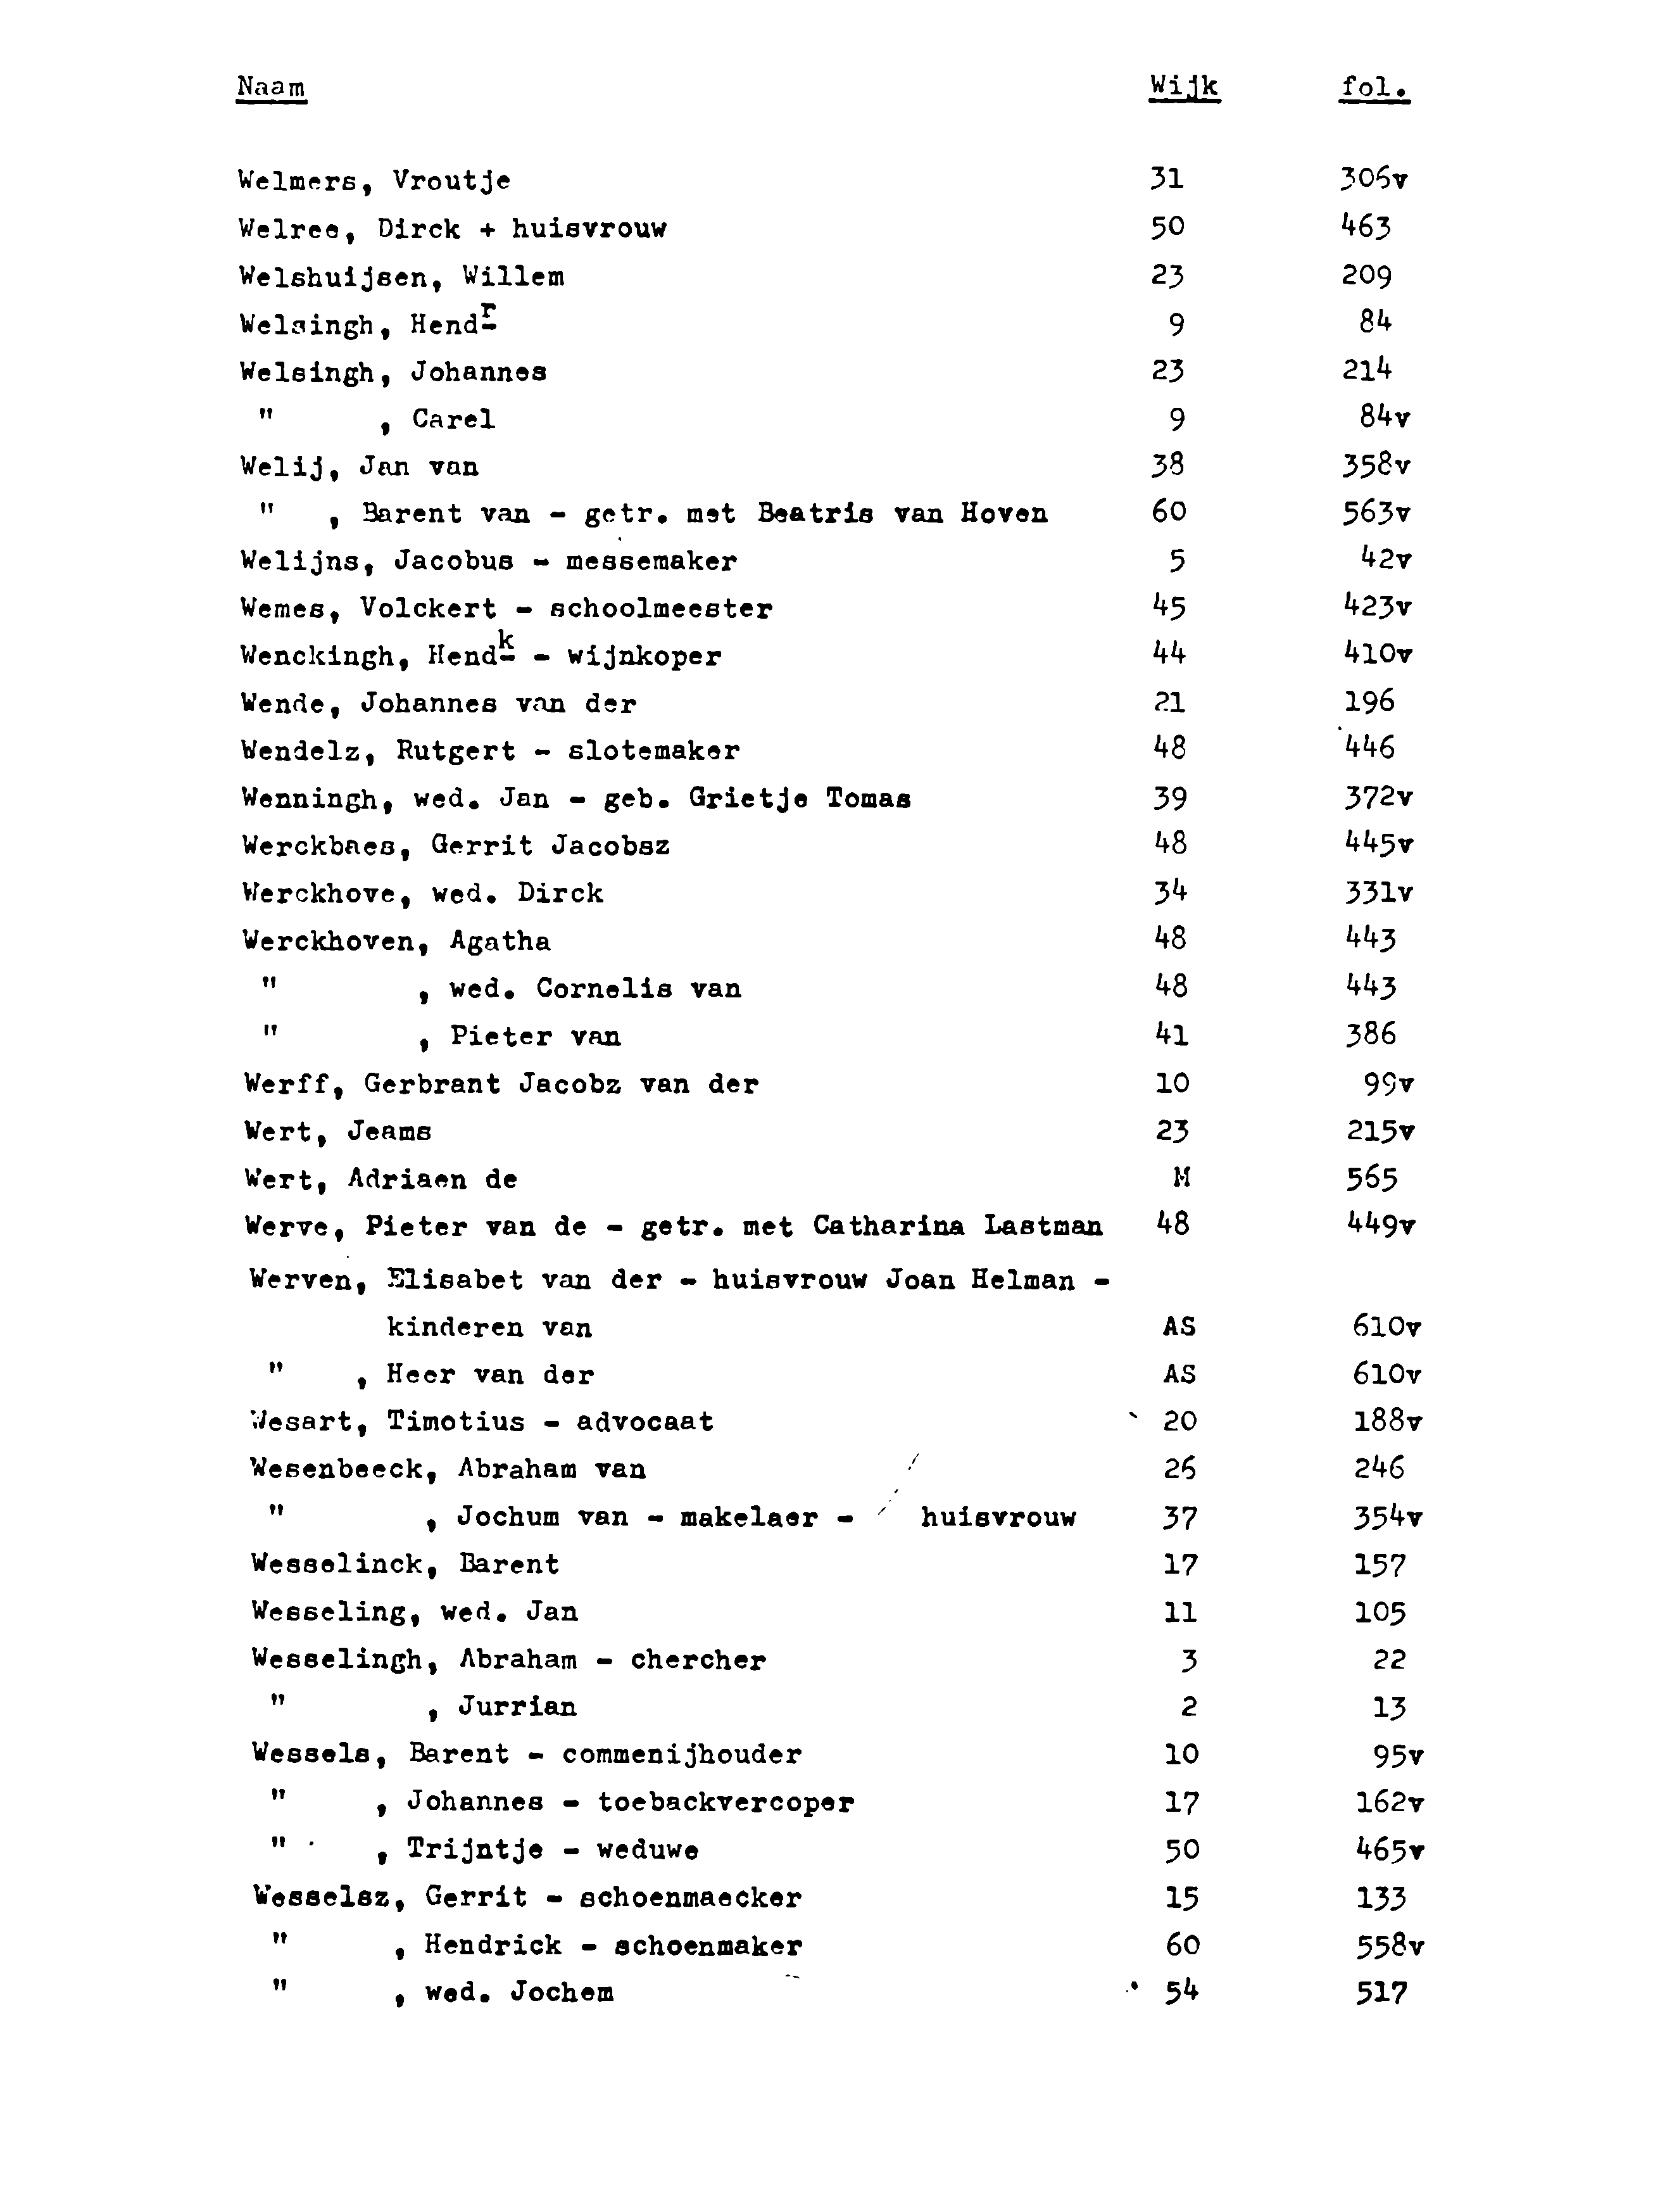 Naam Wijk fol.
Welmers, Vroutje 31 306v
Welree, Dirck + huisvrouw 50 463
Welshuijsen, Willem 23 209
Welsingh, Hendr 9 84
Welsingh, Johannes 23 214
" , Carel 9 84v
Welij, Jan van 38 358v
" , Barent van - getr. met Beatris van Hoven 60 563v
Welijns, Jacobus - messemaker 5 42v
Wemes, Volckert - schoolmeester 45 423v
Wenckingh, Hendk - wijnkoper 44 410v
Wende, Johannes van der 21 196
Wendelz, Rutgert - slotemaker 48 446
Wenningh, wed. Jan - geb. Grietje Tomas 39 372v
Werckbaes, Gerrit Jacobsz 48 445v
Werckhove, wed. Dirck 34 331v
Werckhoven, Agatha 48 443
" , wed. Cornelis van 48 443
" , Pieter van 41 386
Werff, Gerbrant Jacobz van der 10 99v
Wert, Jeams 23 215v
Wert, Adriaen de M 565
Werve, Pieter van de - getr. met Catharina Lastman 48 449v
Werven, Elisabet van der - huisvrouw Joan Helman -
kinderen van AS 610v
" , Heer van der AS 610v
Wesart, Timotius - advocaat 20 188v
Wesenbeeck, Abraham van 26 246
" , Jochum van - makelaer - huisvrouw 37 354v
Wesselinck, Barent 17 157
Wesseling, wed. Jan 11 105
Wesselingh, Abraham - chercher 3 22
" , Jurrian 2 13
Wessels, Barent - commenijhouder 10 95v
" , Johannes - toebackvercoper 17 162v
" , Trijntje - weduwe 50 465v
Wesselsz, Gerrit - schoenmaecker 15 133
" , Hendrick - schoenmaker 60 558v
" , wed. Jochem 54 517